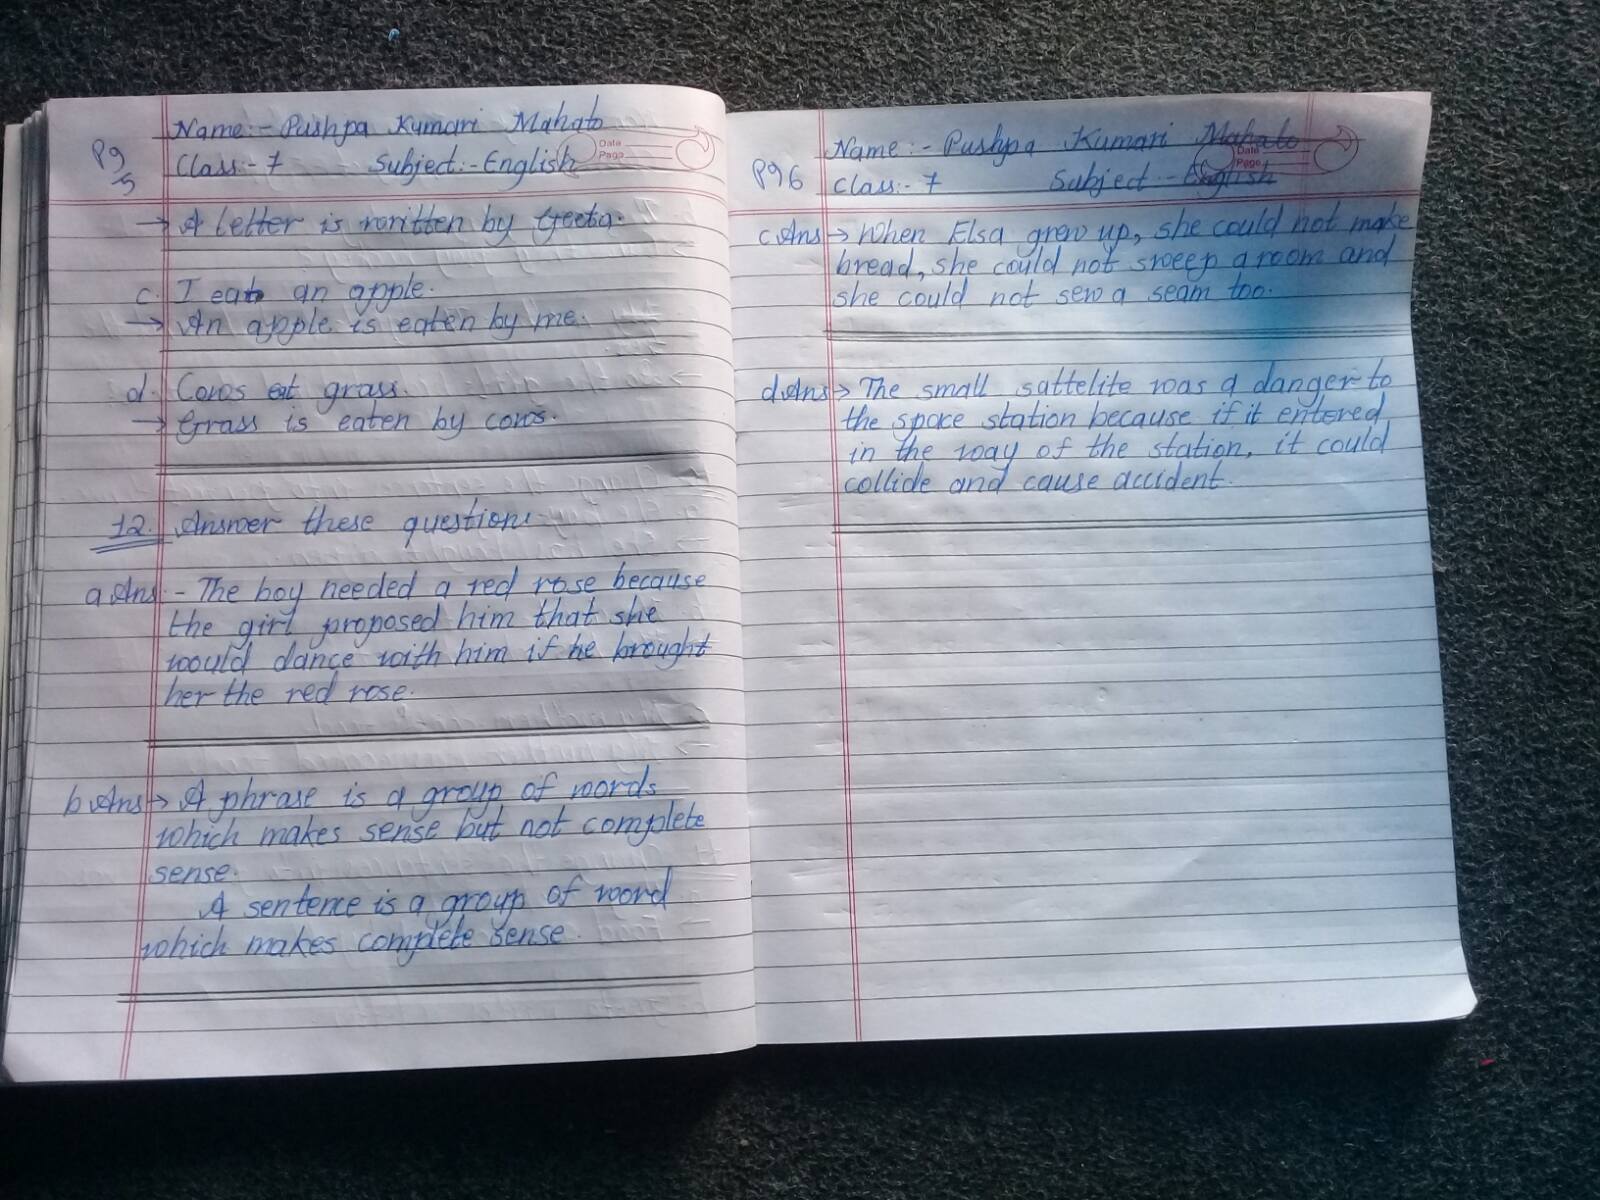 Pg 5
Name:- Pushpa Kumari Mahato
Class:- 7 Subject:- English
Date
Page
→ A letter is written by Geeta.
c. I eat an apple.
→ An apple is eaten by me.
d. Cows eat grass.
→ Grass is eaten by cows.
12. Answer these question
a Ans:- The boy needed a red rose because
the girl proposed him that she
would dance with him if he brought
her the red rose.
b Ans→ A phrase is a group of words
which makes sense but not complete
sense.
A sentence is a group of word
which makes complete sense.
Pg 6
Name:- Pushpa Kumari Mahato
Class:- 7 Subject:- English
Date
Page
c Ans→ When Elsa grew up, she could not make
bread, she could not sweep a room and
she could not sew a seam too.
d Ans→ The small sattelite was a danger to
the space station because if it entered
in the way of the station, it could
collide and cause accident.